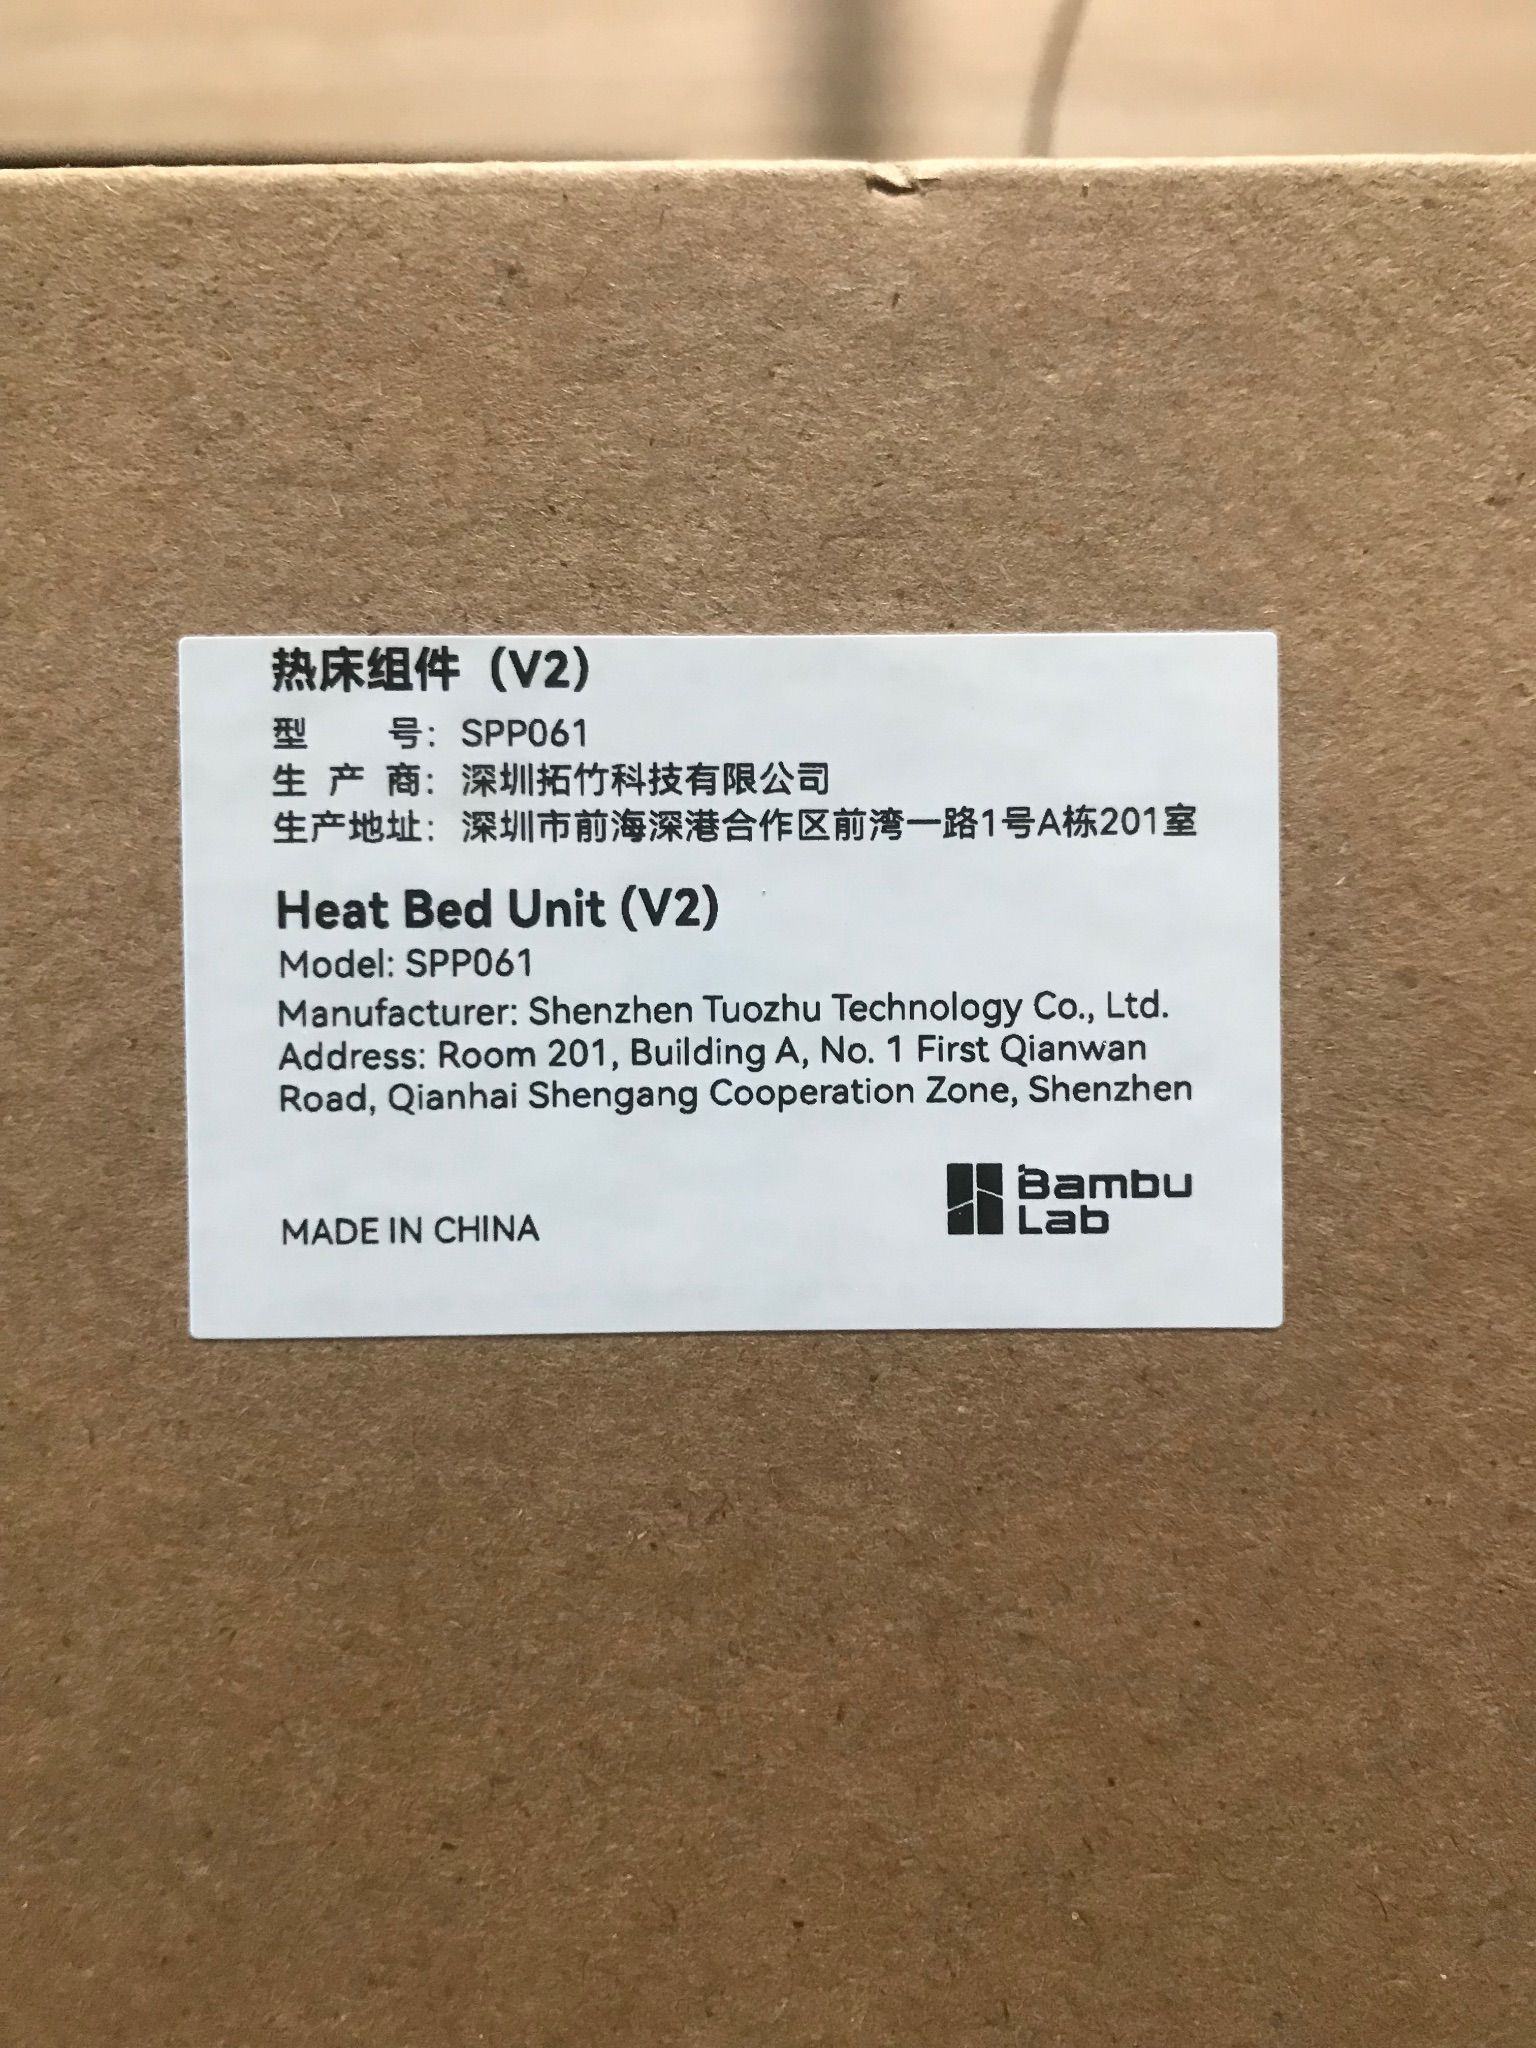 热床组件（V2）
型 号：SPP061
生 产 商：深圳拓竹科技有限公司
生产地址：深圳市前海深港合作区前湾一路1号A栋201室
Heat Bed Unit (V2)
Model: SPP061
Manufacturer: Shenzhen Tuozhu Technology Co., Ltd.
Address: Room 201, Building A, No. 1 First Qianwan
Road, Qianhai Shengang Cooperation Zone, Shenzhen
MADE IN CHINA
Bambu
Lab